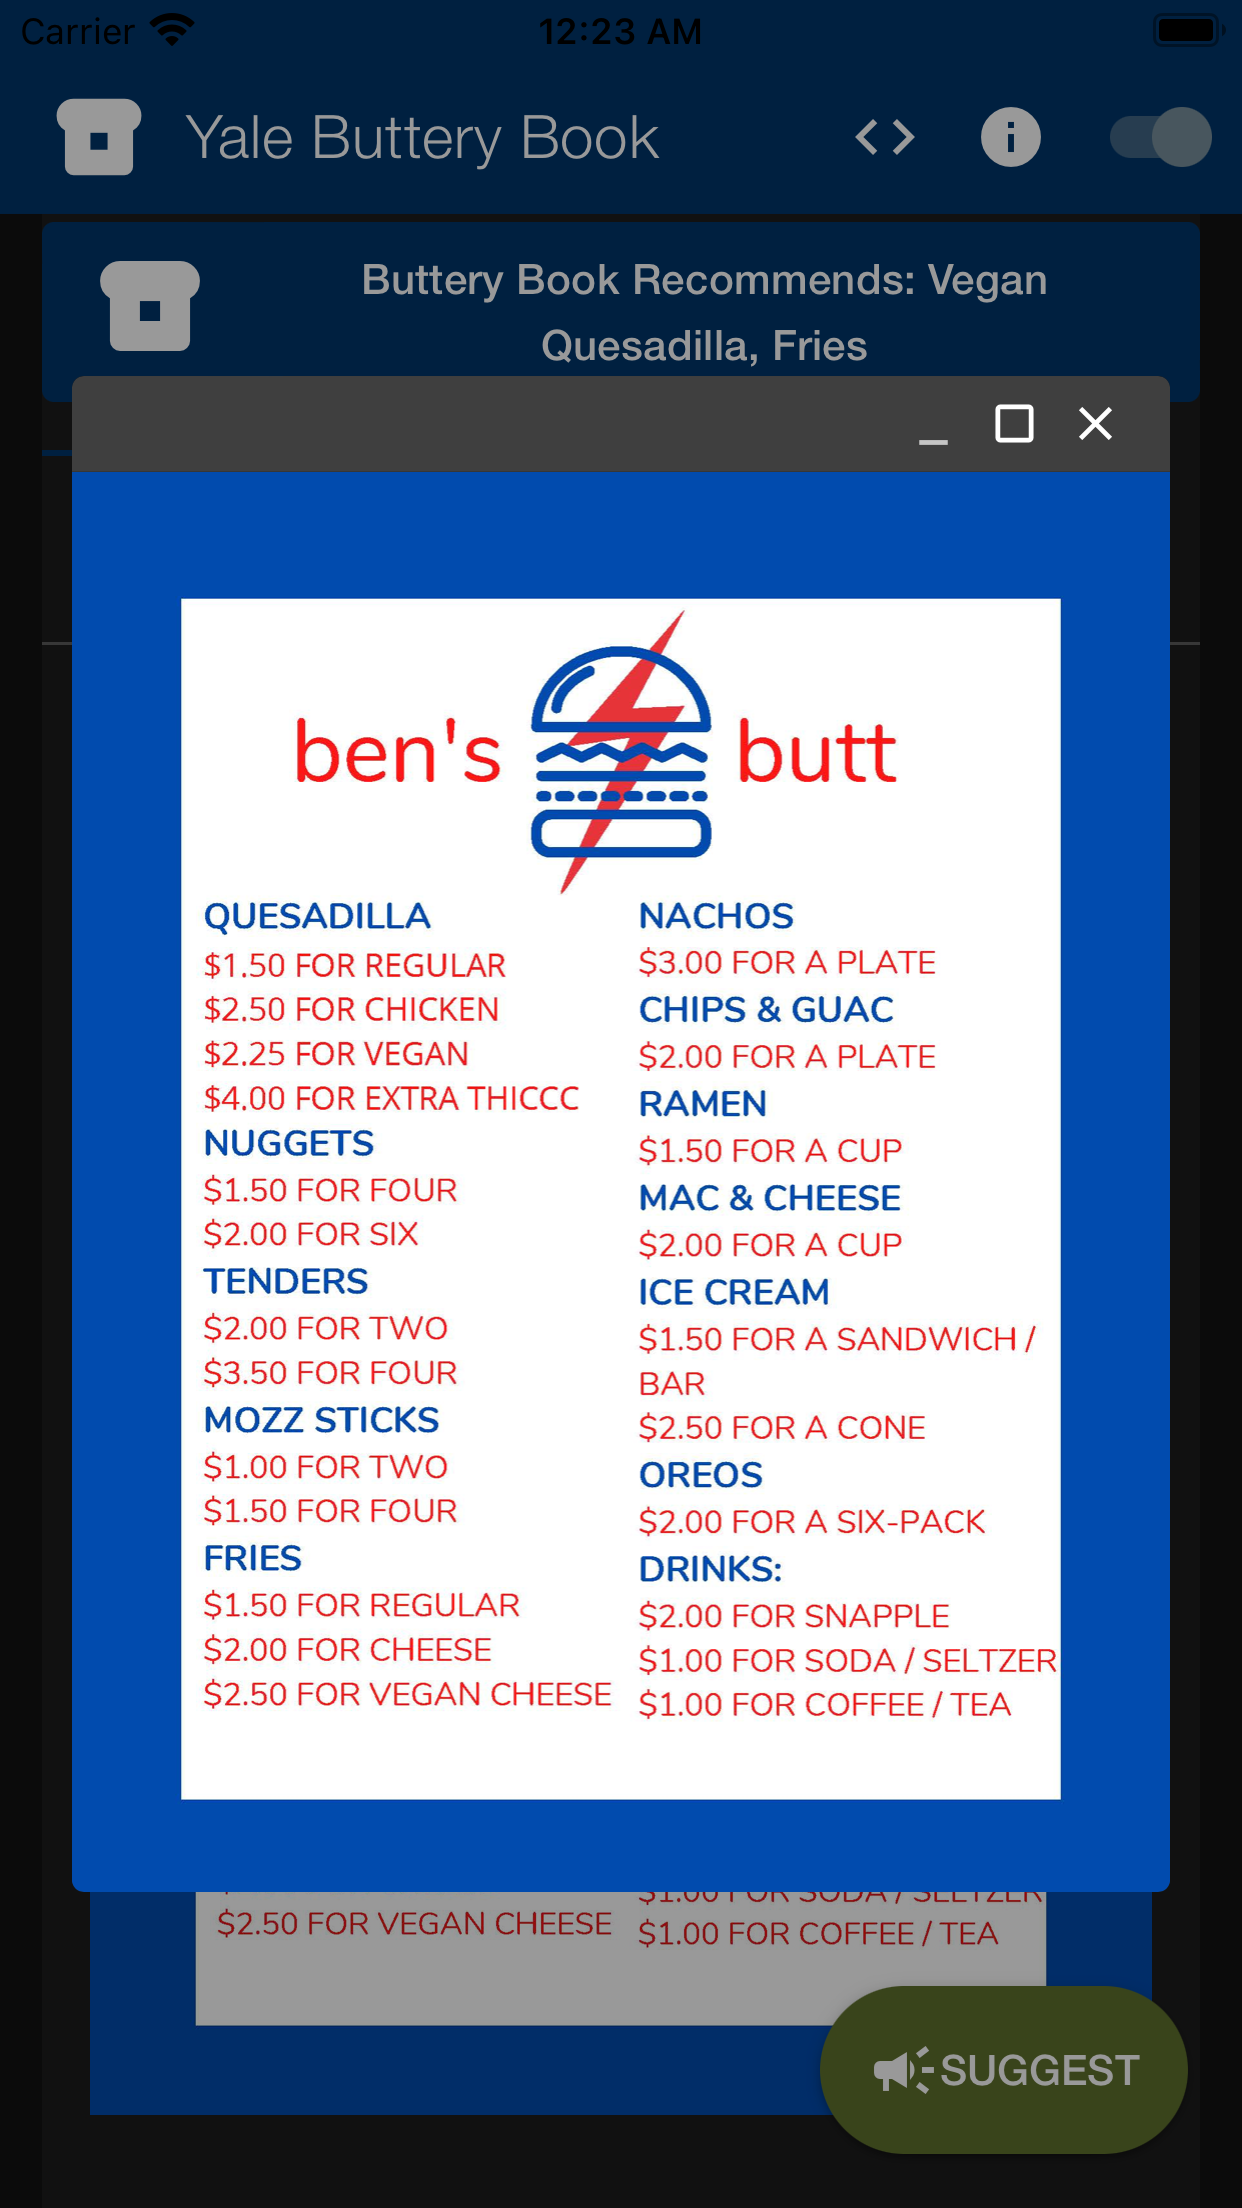 Carrier 12:23 AM
Yale Buttery Book
Buttery Book Recommends: Vegan
Quesadilla, Fries
ben's butt
QUESADILLA
$1.50 FOR REGULAR
$2.50 FOR CHICKEN
$2.25 FOR VEGAN
$4.00 FOR EXTRA THICCC
NUGGETS
$1.50 FOR FOUR
$2.00 FOR SIX
TENDERS
$2.00 FOR TWO
$3.50 FOR FOUR
MOZZ STICKS
$1.00 FOR TWO
$1.50 FOR FOUR
FRIES
$1.50 FOR REGULAR
$2.00 FOR CHEESE
$2.50 FOR VEGAN CHEESE
NACHOS
$3.00 FOR A PLATE
CHIPS & GUAC
$2.00 FOR A PLATE
RAMEN
$1.50 FOR A CUP
MAC & CHEESE
$2.00 FOR A CUP
ICE CREAM
$1.50 FOR A SANDWICH /
BAR
$2.50 FOR A CONE
OREOS
$2.00 FOR A SIX-PACK
DRINKS:
$2.00 FOR SNAPPLE
$1.00 FOR SODA / SELTZER
$1.00 FOR COFFEE / TEA
$2.50 FOR VEGAN CHEESE
$1.00 FOR SODA / SELTZER
$1.00 FOR COFFEE / TEA
SUGGEST